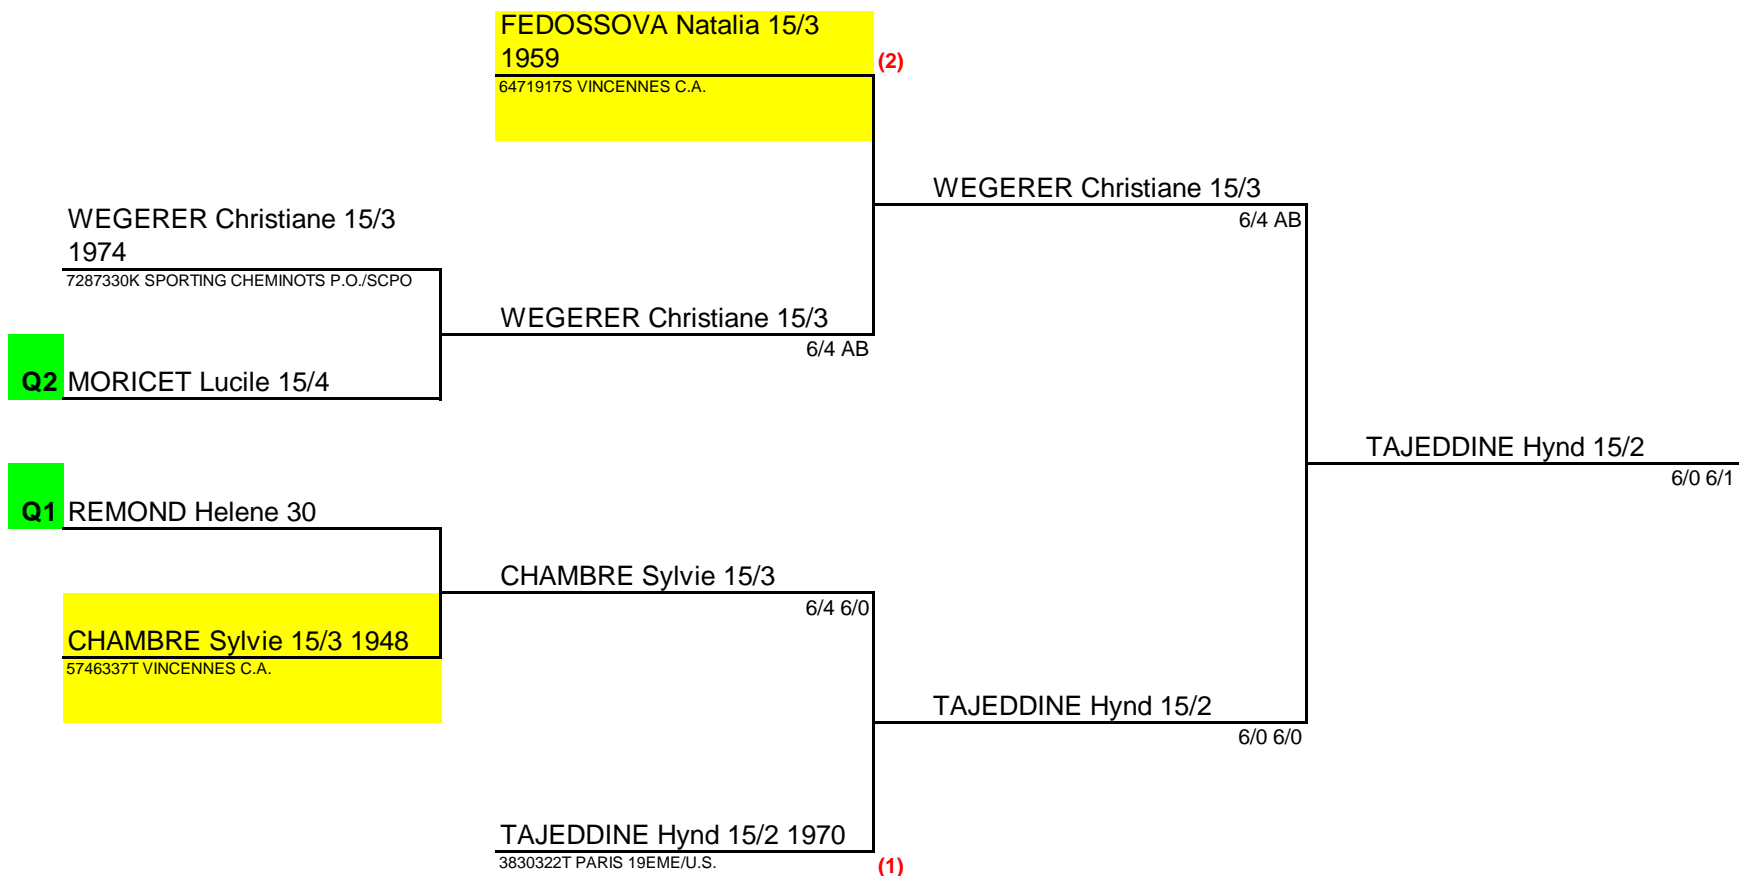 FEDOSSOVA Natalia 15/3
1959
(2)
6471917S VINCENNES C.A.
WEGERER Christiane 15/3
6/4 AB
WEGERER Christiane 15/3
1974
7287330K SPORTING CHEMINOTS P.O./SCPO
WEGERER Christiane 15/3
6/4 AB
Q2 MORICET Lucile 15/4
TAJEDDINE Hynd 15/2
6/0 6/1
Q1 REMOND Helene 30
CHAMBRE Sylvie 15/3
6/4 6/0
CHAMBRE Sylvie 15/3 1948
5746337T VINCENNES C.A.
TAJEDDINE Hynd 15/2
6/0 6/0
TAJEDDINE Hynd 15/2 1970
3830322T PARIS 19EME/U.S.
(1)